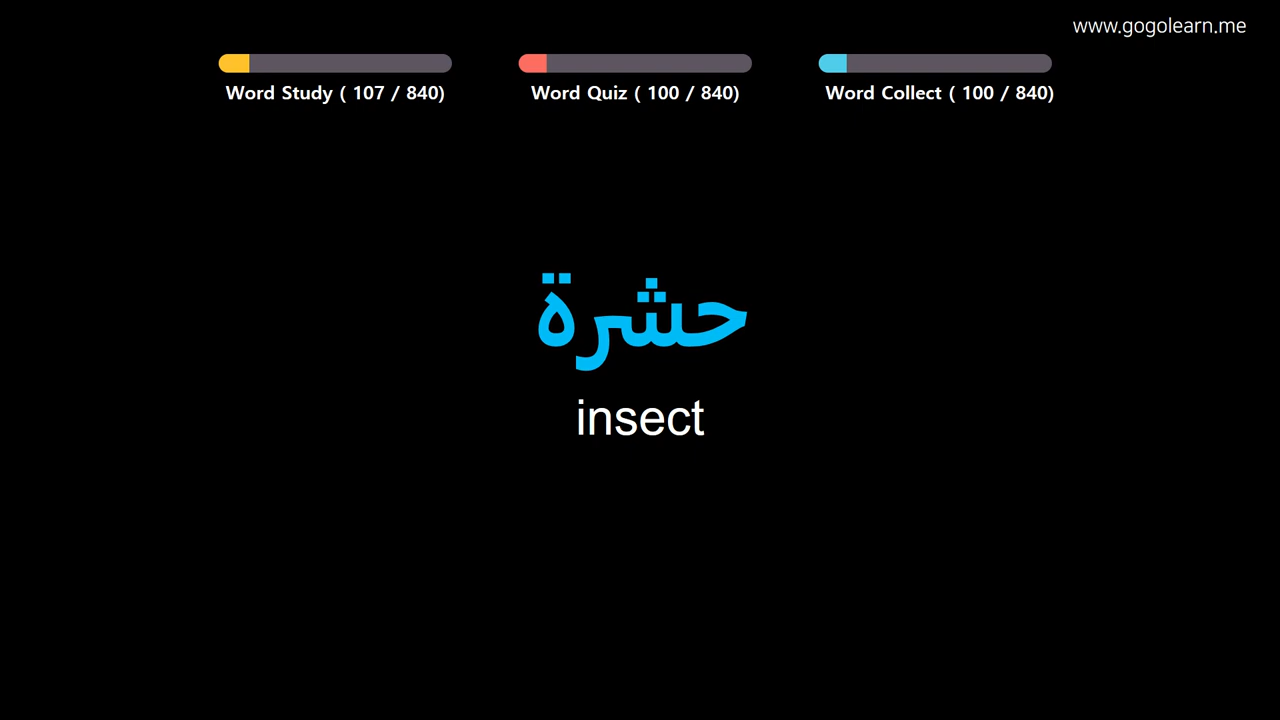 www.gogolearn.me
Word Study ( 107 / 840)
Word Quiz ( 100 / 840)
Word Collect ( 100 / 840)
حشرة
insect